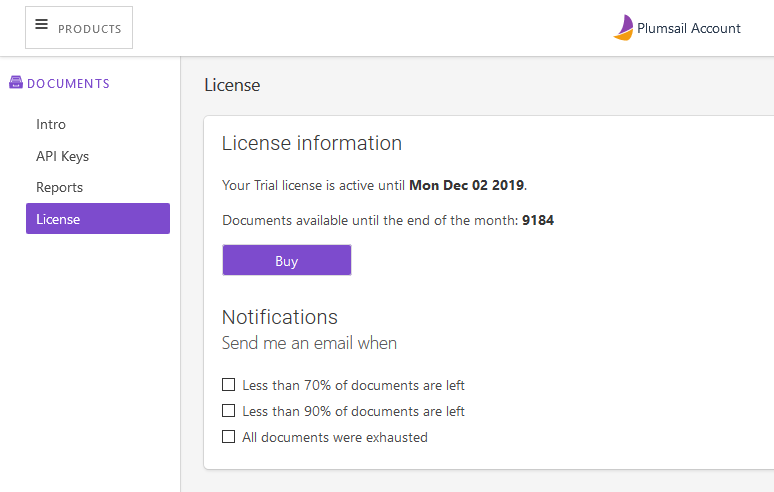 PRODUCTS
Plumsail Account
DOCUMENTS
Intro
API Keys
Reports
License
License
License information
Your Trial license is active until Mon Dec 02 2019.
Documents available until the end of the month: 9184
Buy
Notifications
Send me an email when
Less than 70% of documents are left
Less than 90% of documents are left
All documents were exhausted